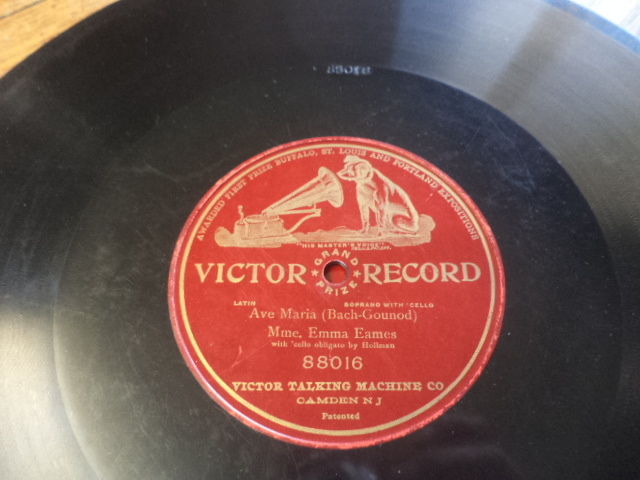 88016
AWARDED FIRST PRIZE BUFFALO, ST. LOUIS AND PORTLAND EXPOSITIONS
"HIS MASTER'S VOICE"
VICTOR RECORD
GRAND PRIZE
LATIN SOPRANO WITH 'CELLO
Ave Maria (Bach-Gounod)
Mme. Emma Eames
with 'cello obligato by Hollman
88016
VICTOR TALKING MACHINE CO
CAMDEN N J
Patented